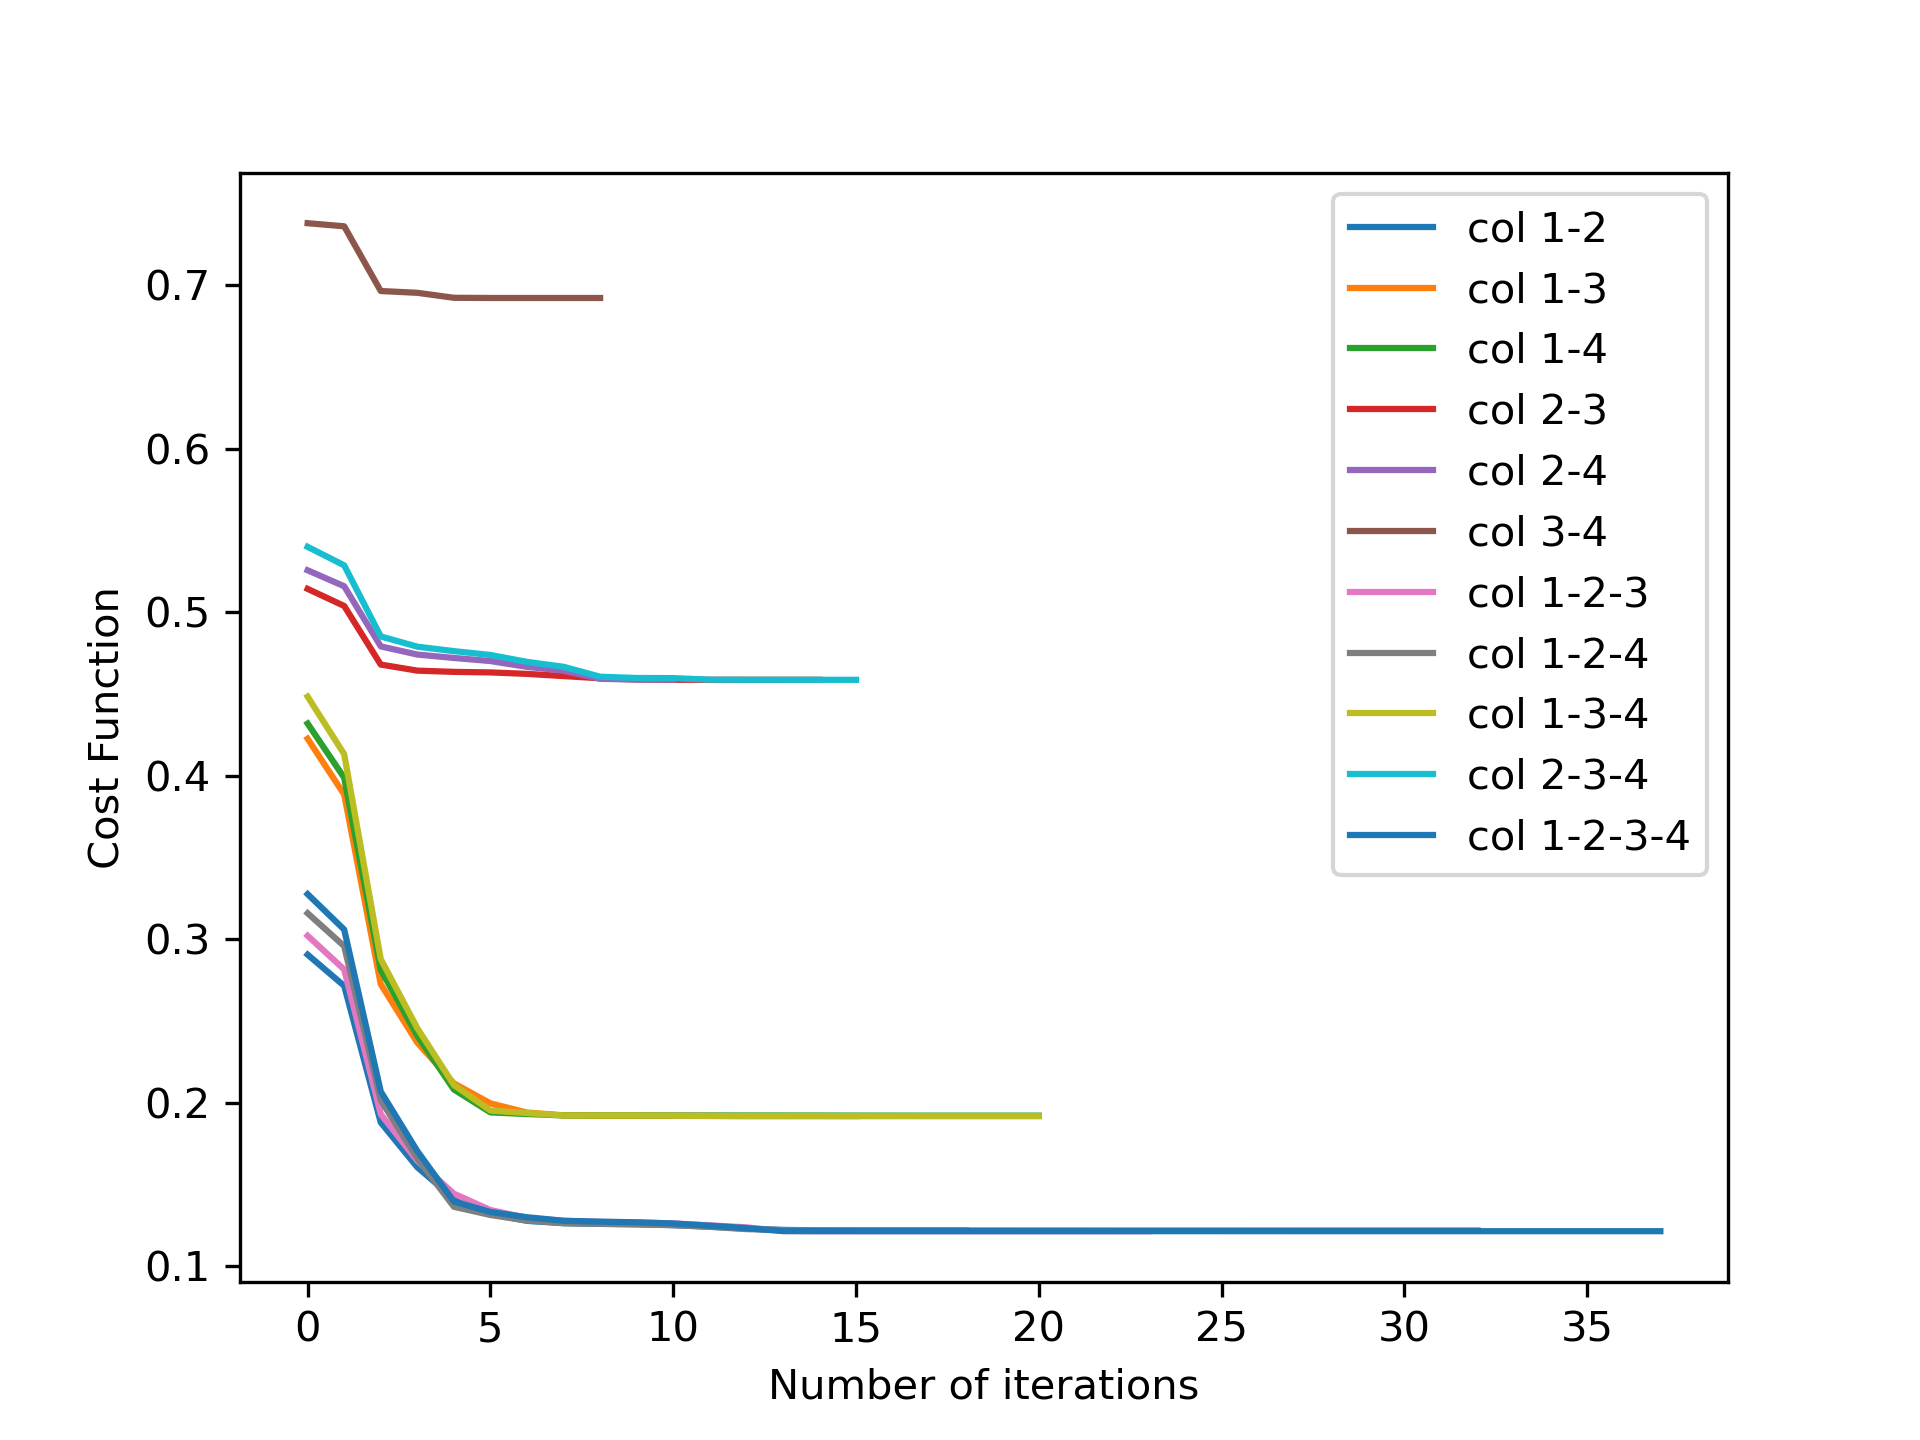 0.7
0.6
0.5
0.4
0.3
0.2
0.1
Cost Function
0 5 10 15 20 25 30 35
Number of iterations
col 1-2
col 1-3
col 1-4
col 2-3
col 2-4
col 3-4
col 1-2-3
col 1-2-4
col 1-3-4
col 2-3-4
col 1-2-3-4